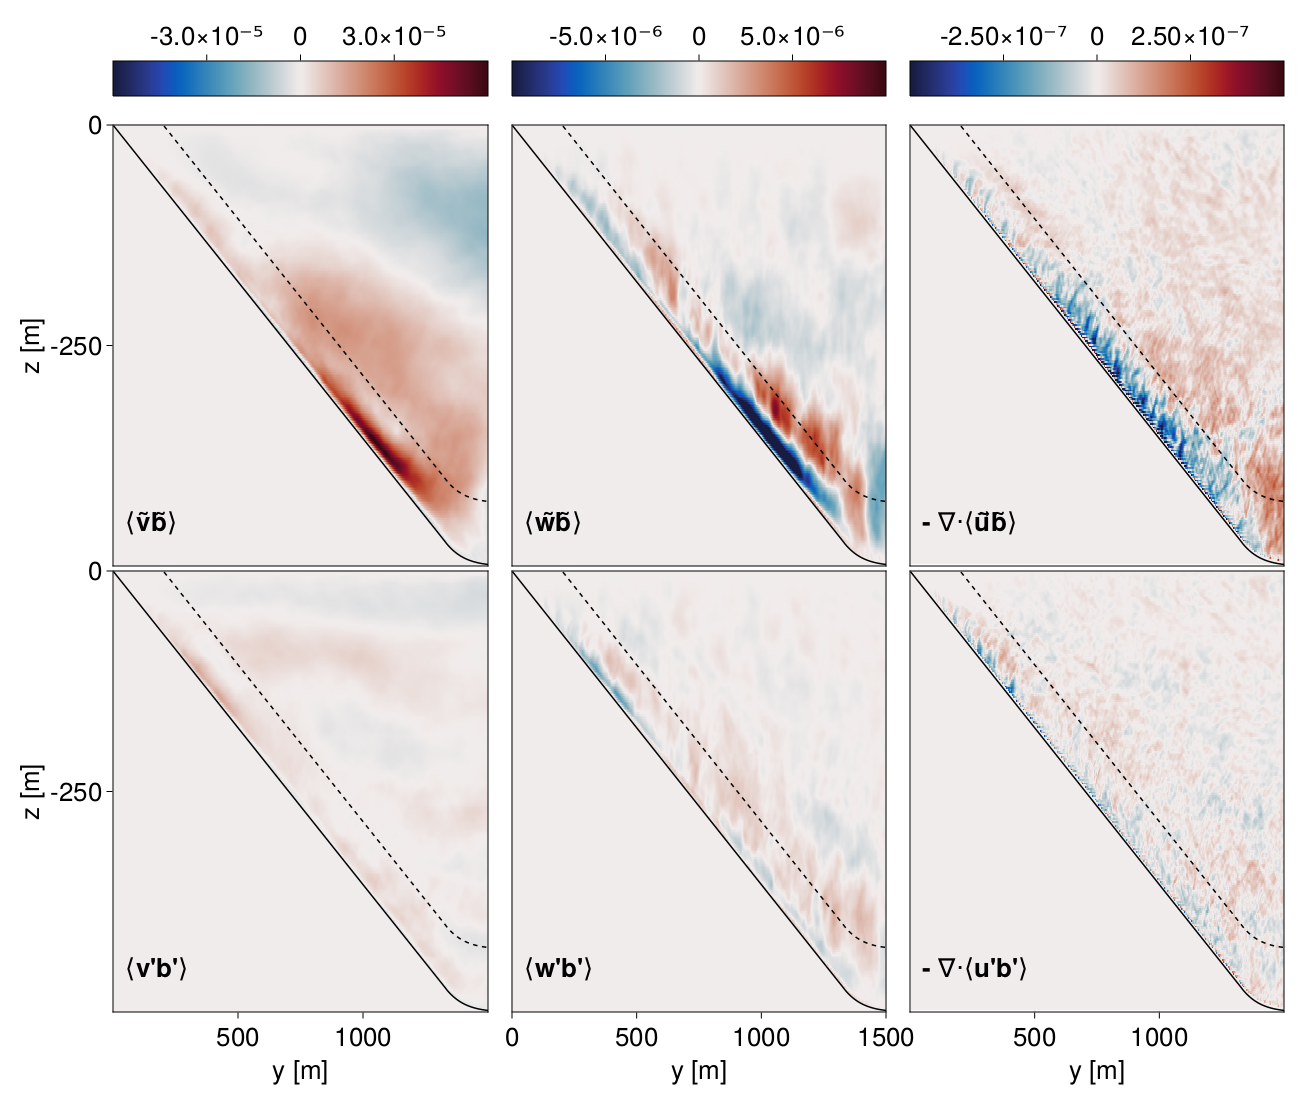 -3.0×10⁻⁵ 0 3.0×10⁻⁵
-5.0×10⁻⁶ 0 5.0×10⁻⁶
-2.50×10⁻⁷ 0 2.50×10⁻⁷
0
-250
z [m]
⟨ṽb̃⟩
⟨w̃b̃⟩
- ∇·⟨ũb̃⟩
0
-250
z [m]
⟨v'b'⟩
⟨w'b'⟩
- ∇·⟨u'b'⟩
500 1000
0 500 1000 1500
500 1000
y [m]
y [m]
y [m]